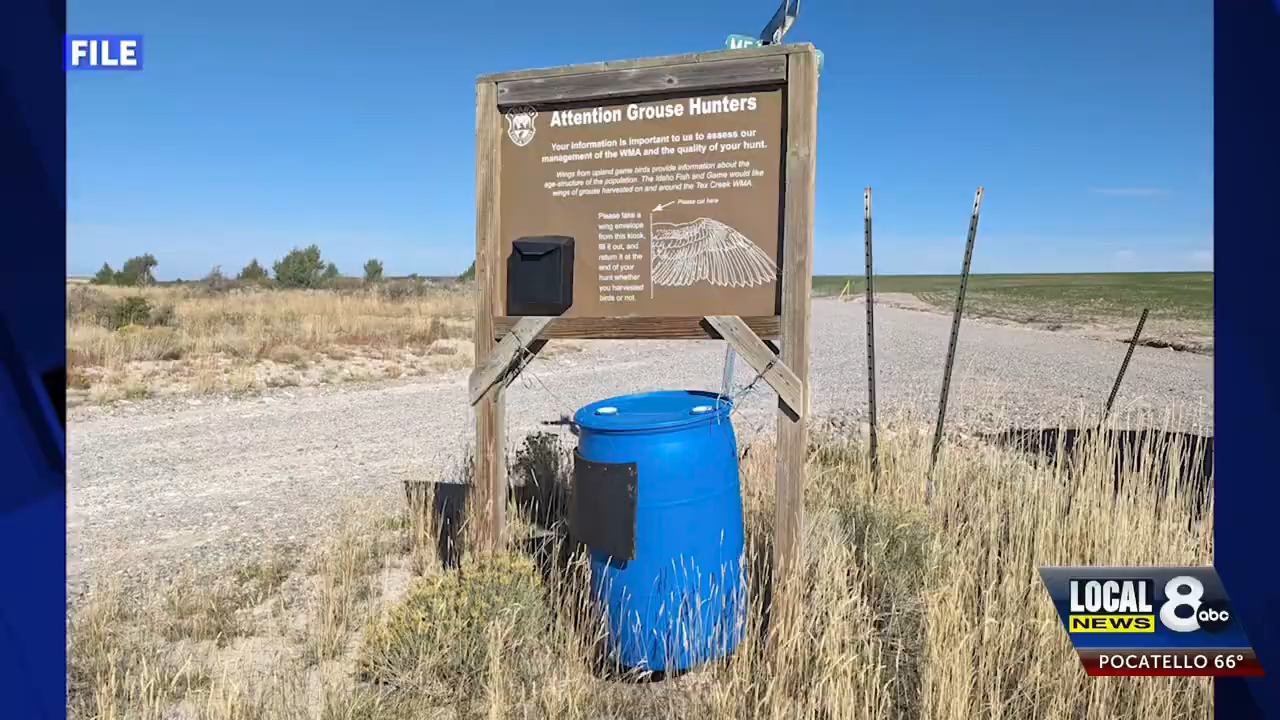 FILE
Attention Grouse Hunters
Your information is important to us to assess our
management of the WMA and the quality of your hunt.
Wings from upland game birds provide information about the
age-structure of the population. The Idaho Fish and Game would like
wings of grouse harvested on and around the Tex Creek WMA.
Please cut here
Please take a
wing envelope
from this kiosk,
fill it out, and
return it at the
end of your
hunt whether
you harvested
birds or not.
LOCAL 8 abc
NEWS
POCATELLO 66°